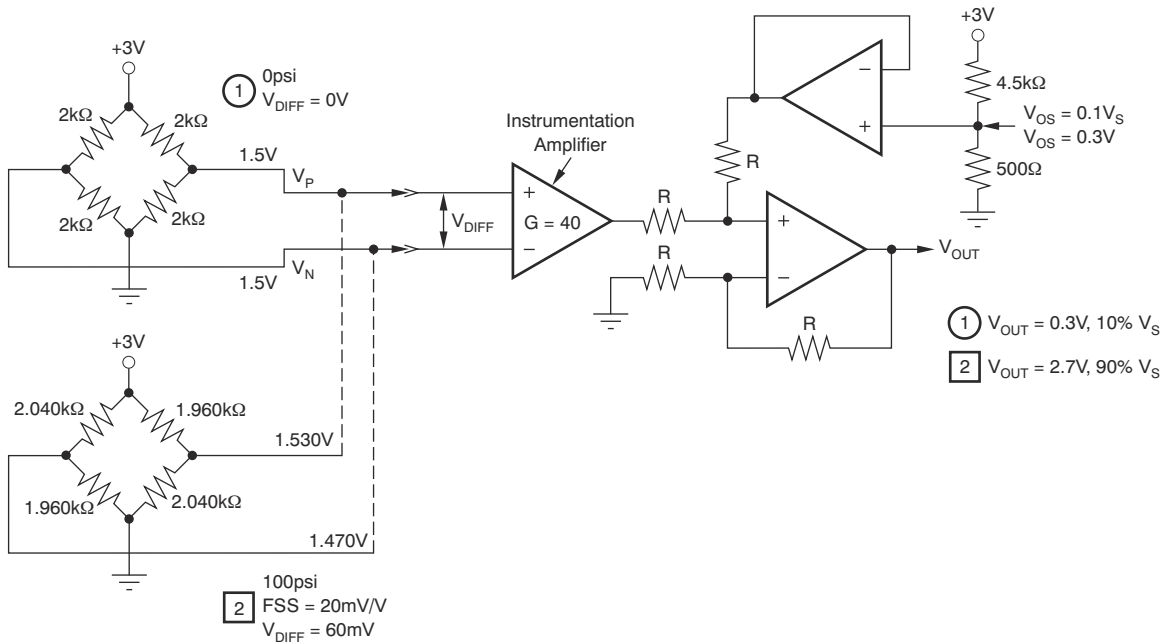 +3V
2kΩ
2kΩ
2kΩ
2kΩ
1
0psi
V_DIFF = 0V
1.5V
V_P
1.5V
V_N
V_DIFF
Instrumentation
Amplifier
+
G = 40
−
R
R
R
R
−
+
+3V
4.5kΩ
V_OS = 0.1V_S
V_OS = 0.3V
500Ω
+
−
V_OUT
1 V_OUT = 0.3V, 10% V_S
2 V_OUT = 2.7V, 90% V_S
+3V
2.040kΩ
1.960kΩ
1.960kΩ
2.040kΩ
1.530V
1.470V
2
100psi
FSS = 20mV/V
V_DIFF = 60mV